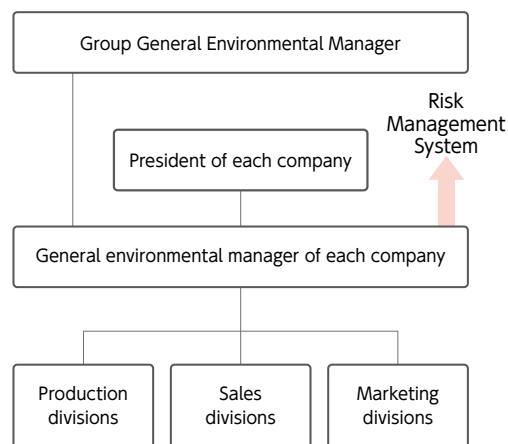 Group General Environmental Manager
Risk
Management
System
President of each company
General environmental manager of each company
Production
divisions
Sales
divisions
Marketing
divisions